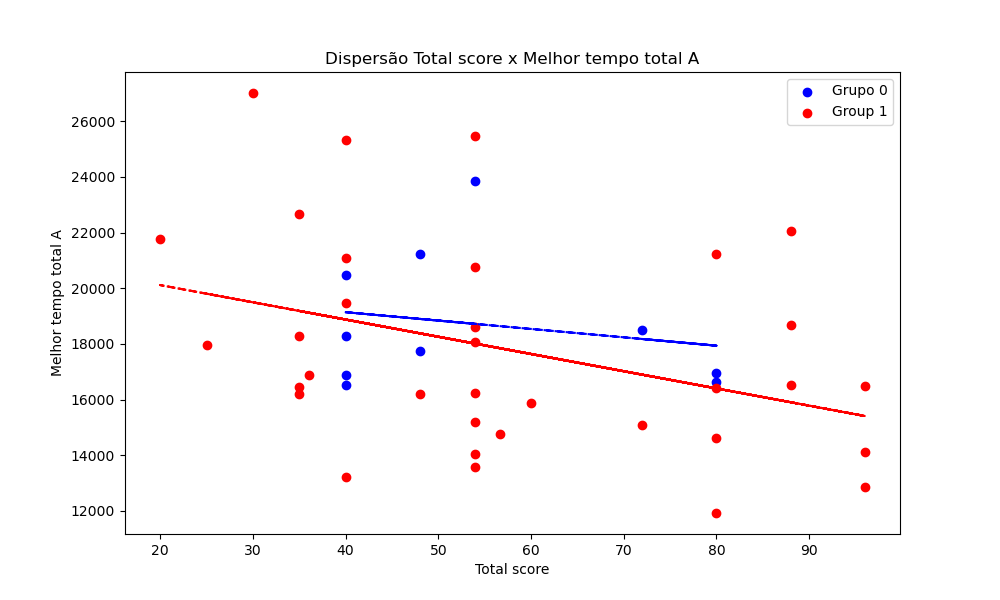 Dispersão Total score x Melhor tempo total A
Grupo 0
Group 1
Melhor tempo total A
26000
24000
22000
20000
18000
16000
14000
12000
20 30 40 50 60 70 80 90
Total score